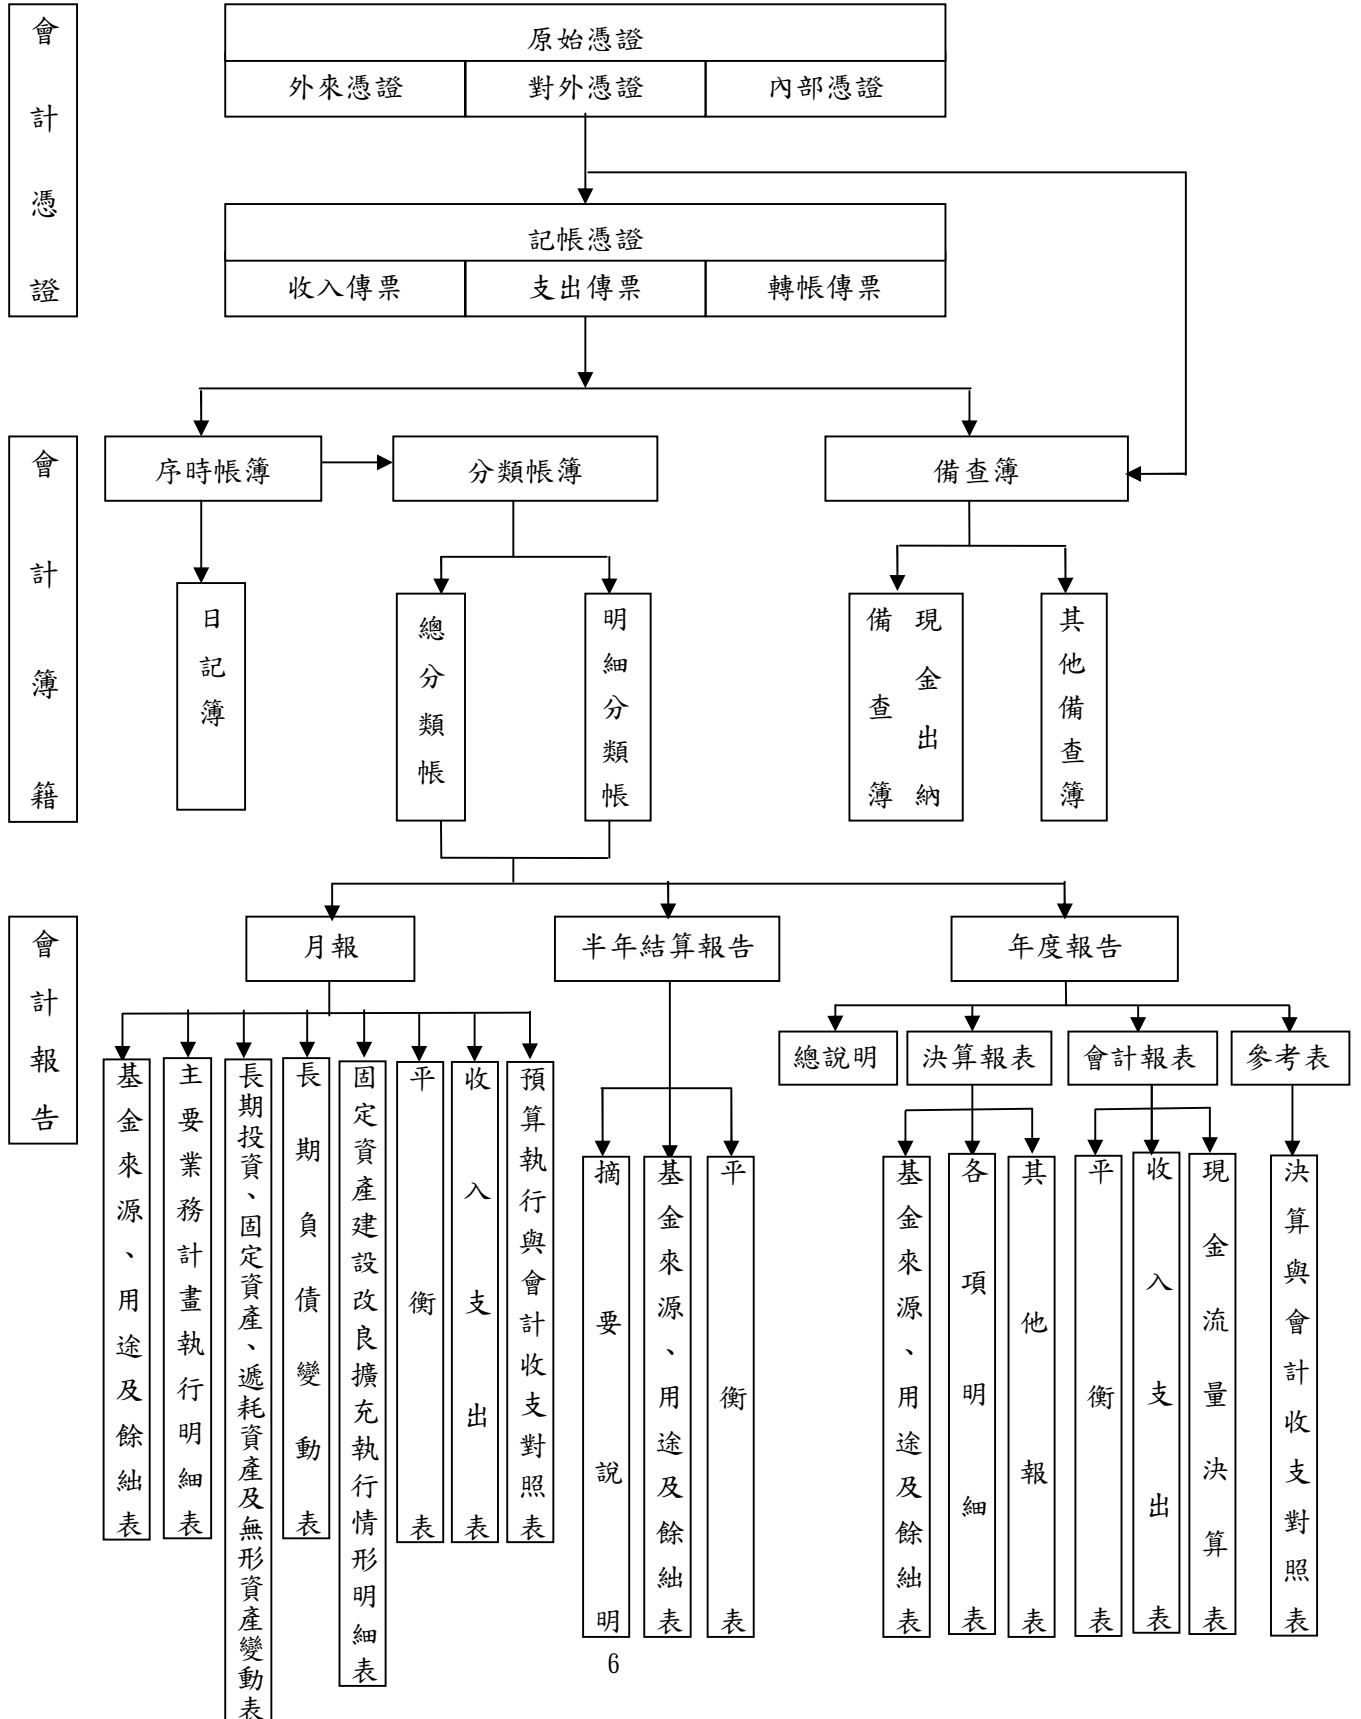 會計憑證
原始憑證
外來憑證
對外憑證
內部憑證
記帳憑證
收入傳票
支出傳票
轉帳傳票
會計簿籍
序時帳簿
分類帳簿
備查簿
日記簿
總分類帳
明細分類帳
現金出納
備查簿
其他備查簿
會計報告
月報
半年結算報告
年度報告
總說明
決算報表
會計報表
參考表
基金來源、用途及餘絀表
主要業務計畫執行明細表
長期投資、固定資產、遞耗資產及無形資產變動表
長期負債變動表
固定資產建設改良擴充執行情形明細表
平衡表
收入支出表
預算執行與會計收支對照表
摘要說明
基金來源、用途及餘絀表
平衡表
基金來源、用途及餘絀表
各項明細表
其他報表
平衡表
收入支出表
現金流量決算表
決算與會計收支對照表
6